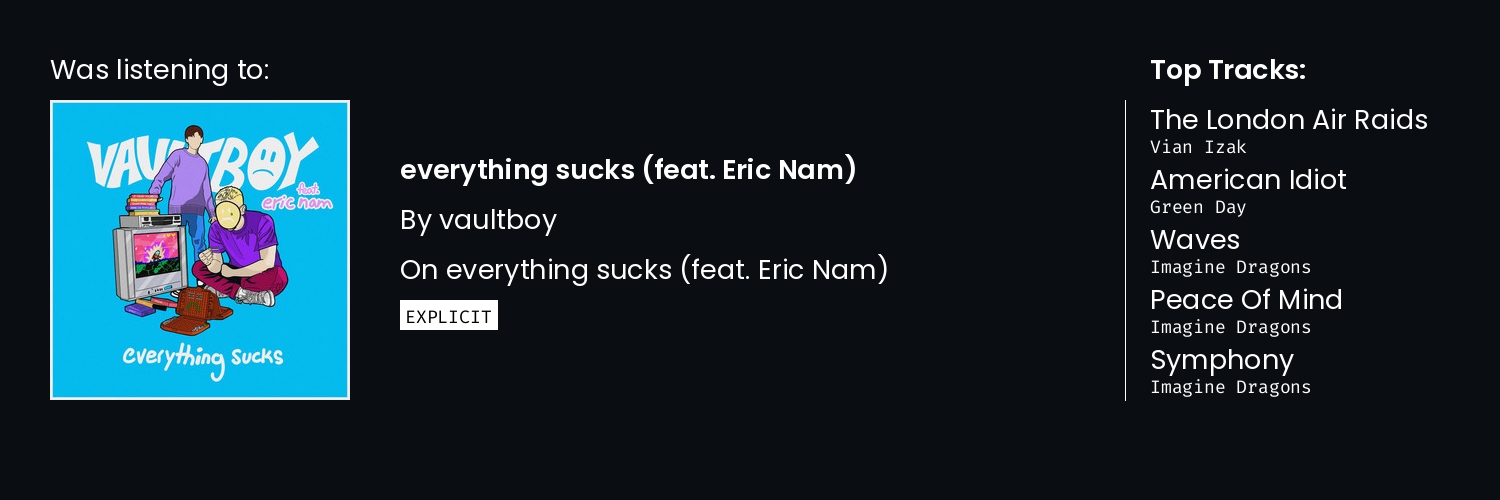 Was listening to:
VAULTBOY
feat.
eric nam
everything sucks
everything sucks (feat. Eric Nam)
By vaultboy
On everything sucks (feat. Eric Nam)
EXPLICIT
Top Tracks:
The London Air Raids
Vian Izak
American Idiot
Green Day
Waves
Imagine Dragons
Peace Of Mind
Imagine Dragons
Symphony
Imagine Dragons